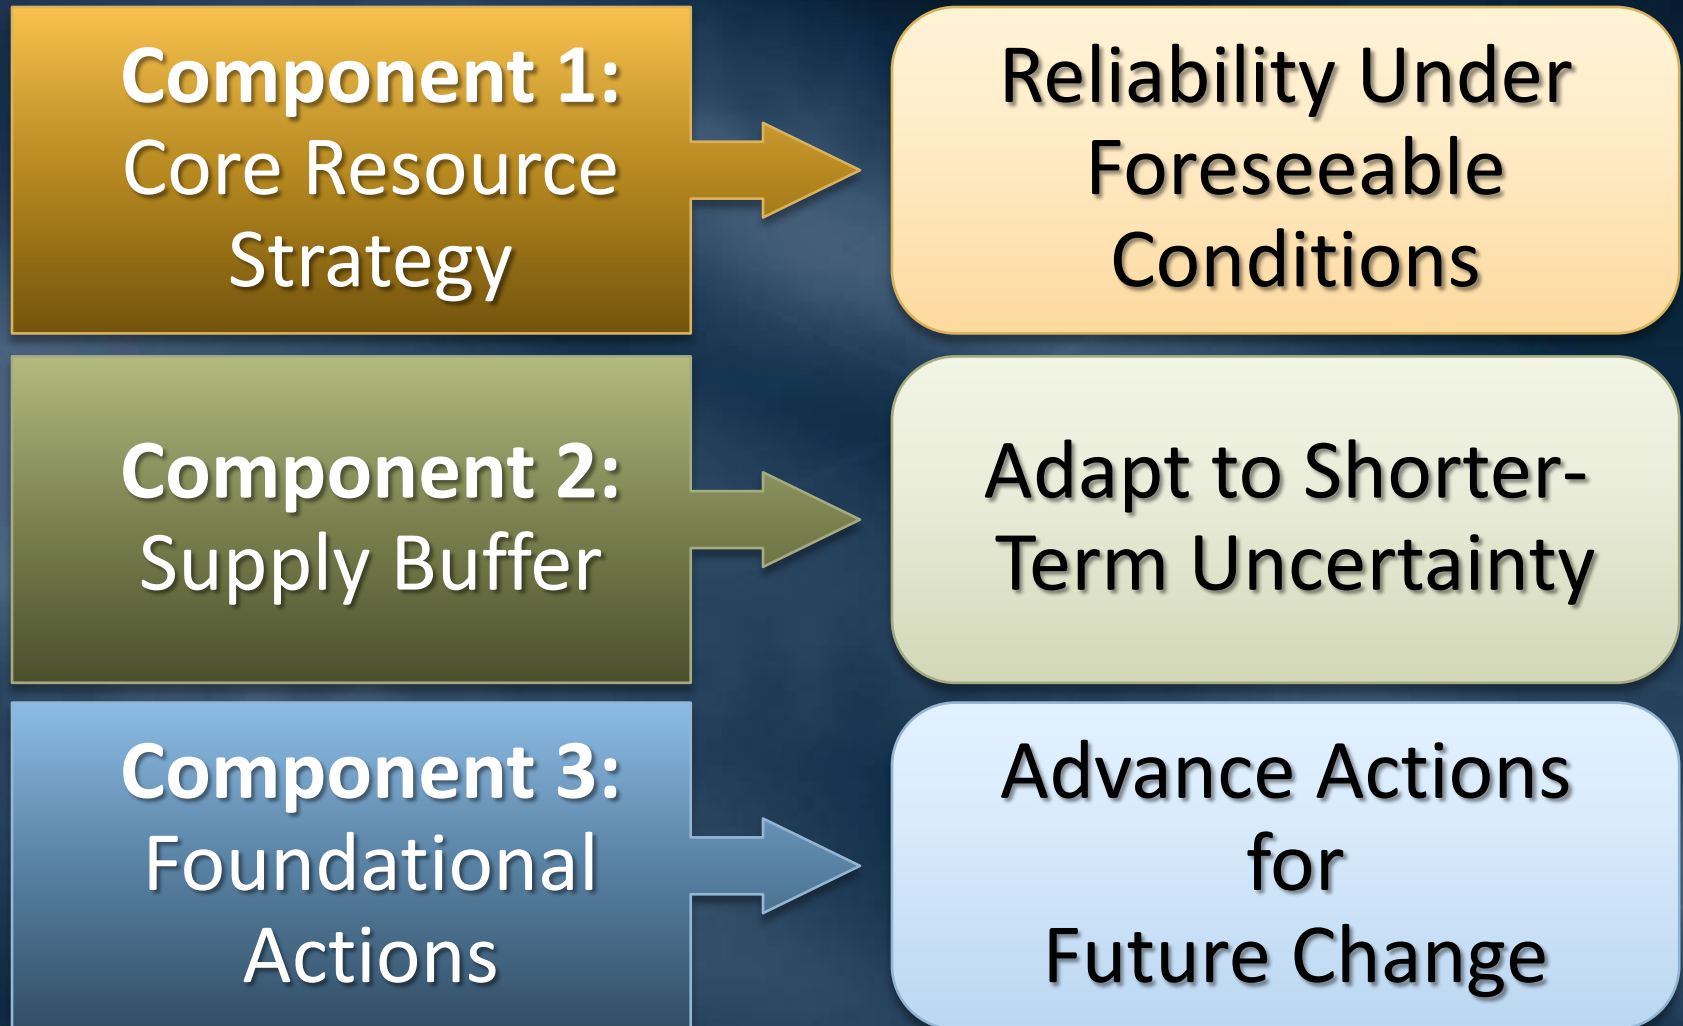 Component 1:
Core Resource
Strategy
Reliability Under
Foreseeable
Conditions
Component 2:
Supply Buffer
Adapt to Shorter-
Term Uncertainty
Component 3:
Foundational
Actions
Advance Actions
for
Future Change